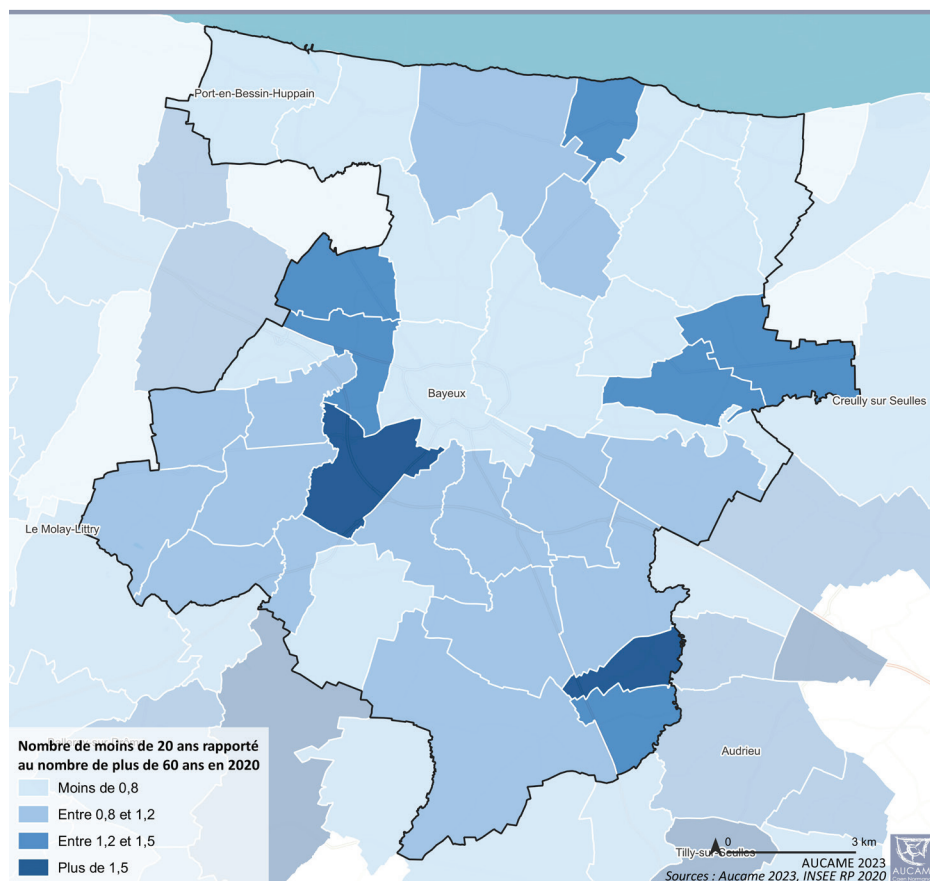 Port-en-Bessin-Huppain
Bayeux
Creully sur Seulles
Le Molay-Littry
Audrieu
Tilly-sur-Seulles
Nombre de moins de 20 ans rapporté
au nombre de plus de 60 ans en 2020
Moins de 0,8
Entre 0,8 et 1,2
Entre 1,2 et 1,5
Plus de 1,5
0
3 km
AUCAME 2023
Sources : Aucame 2023, INSEE RP 2020
AUCAME